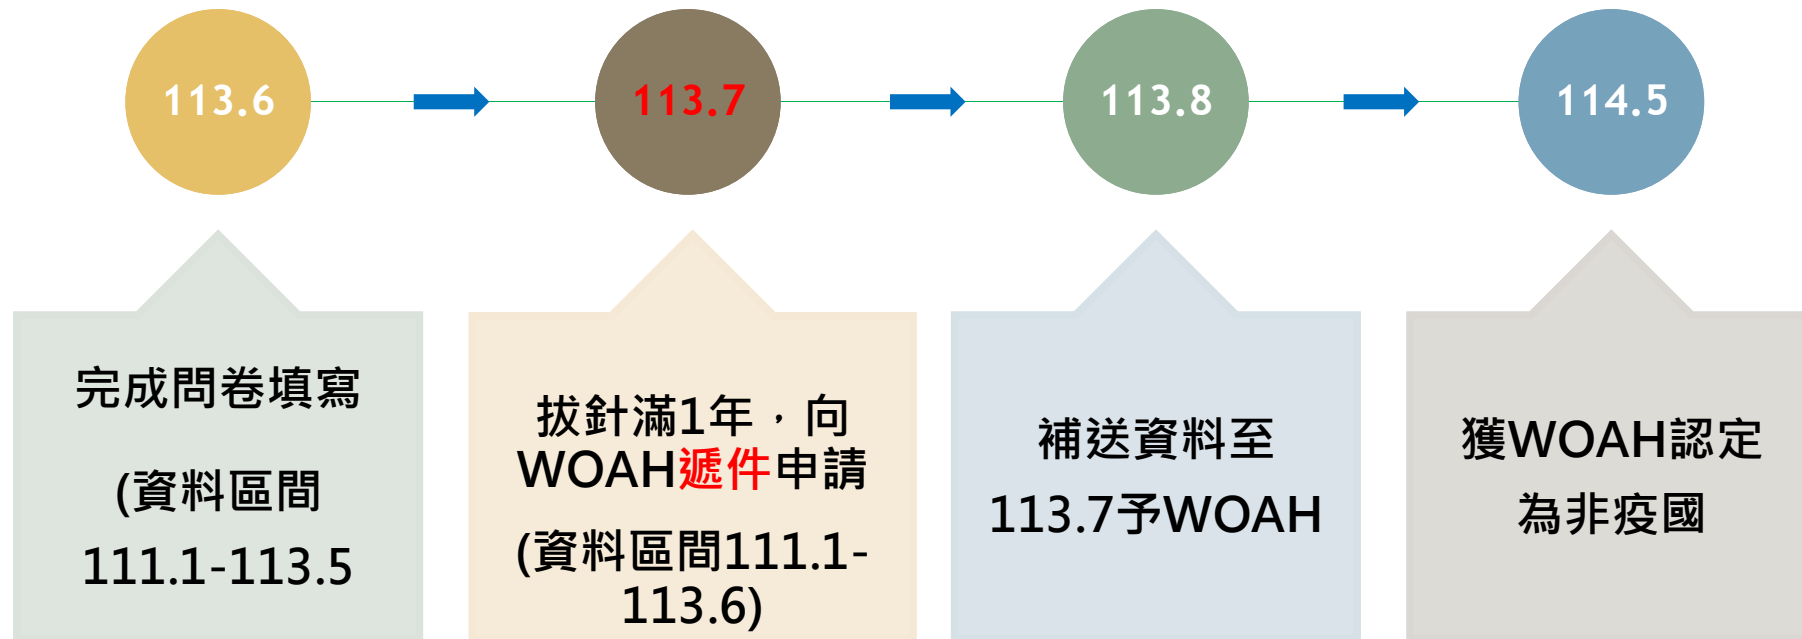 113.6
113.7
113.8
114.5
完成問卷填寫
(資料區間
111.1-113.5
拔針滿1年，向
WOAH遞件申請
(資料區間111.1-
113.6)
補送資料至
113.7予WOAH
獲WOAH認定
為非疫國